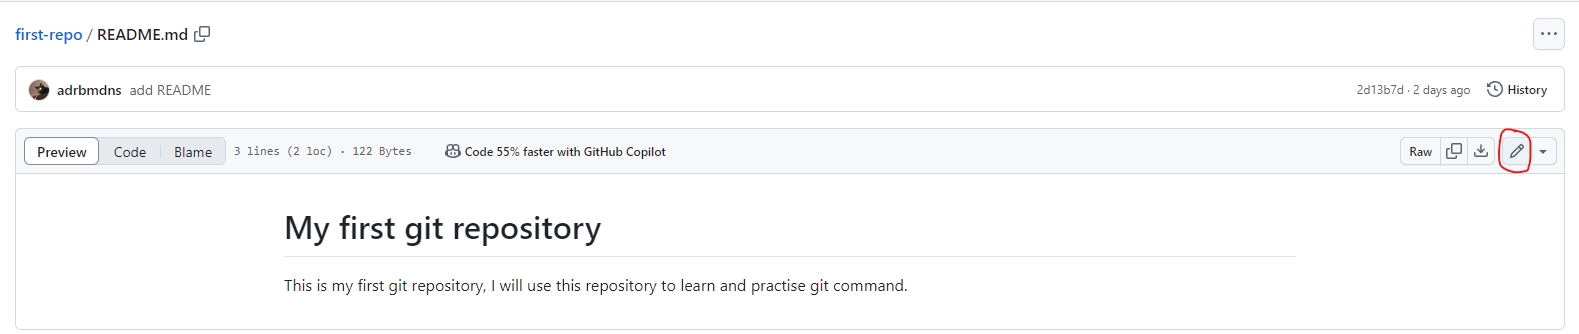 first-repo / README.md
adrbmdns add README 2d13b7d · 2 days ago History
Preview Code Blame 3 lines (2 loc) · 122 Bytes Code 55% faster with GitHub Copilot Raw
My first git repository
This is my first git repository, I will use this repository to learn and practise git command.